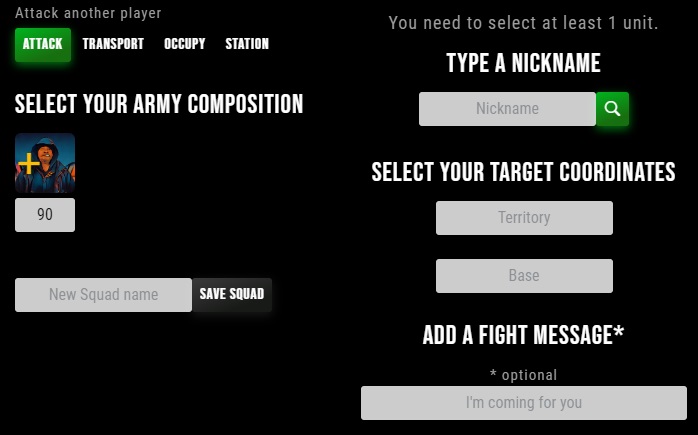 Attack another player
ATTACK TRANSPORT OCCUPY STATION
SELECT YOUR ARMY COMPOSITION
90
New Squad name SAVE SQUAD
You need to select at least 1 unit.
TYPE A NICKNAME
Nickname
SELECT YOUR TARGET COORDINATES
Territory
Base
ADD A FIGHT MESSAGE*
* optional
I'm coming for you